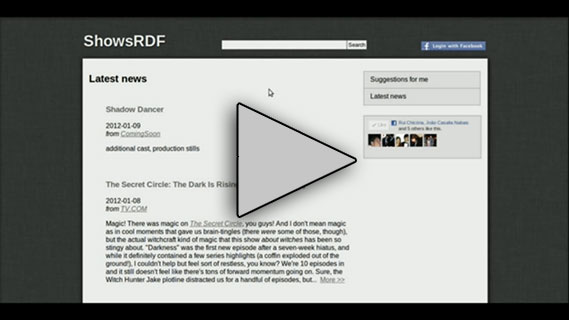 ShowsRDF
Search
Login with Facebook
Latest news
Suggestions for me
Latest news
Shadow Dancer
2012-01-09
from ComingSoon
additional cast, production stills
Like
and 5 others like this.
The Secret Circle: The Dark Is Rising
2012-01-08
from TV.COM
Magic! There was magic on The Secret Circle, you guys! And I don't mean magic
as in cool moments that gave us brain-tingles (there were some of those, though),
but the actual witchcraft kind of magic that this show about witches has been so
stingy about. "Darkness" was the first new episode after a seven-week hiatus, and
while it definitely contained a few series highlights (a coffin exploded out of the
ground!), I couldn't help but feel sort of restless, you know? We're 10 episodes in
and it still doesn't feel like there's tons of forward momentum going on. Sure, the
Witch Hunter Jake plotline distracted us for a handful of episodes, but... More >>